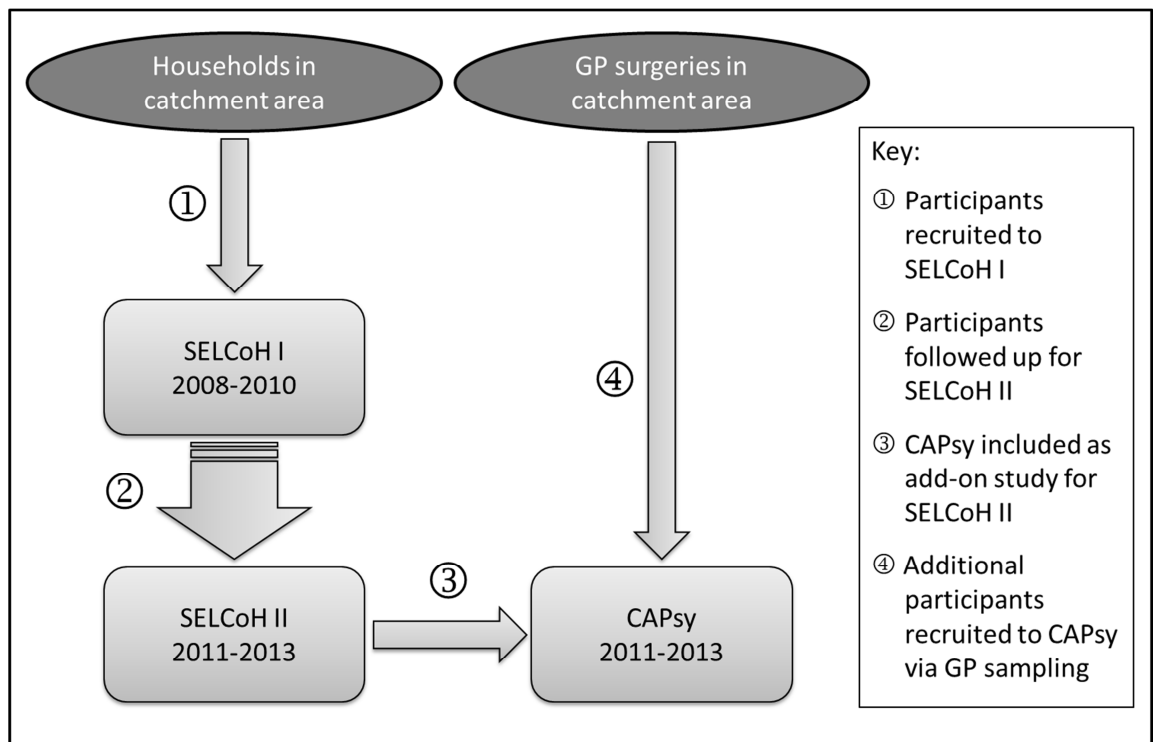 Households in
catchment area
GP surgeries in
catchment area
①
SELCoH I
2008-2010
②
SELCoH II
2011-2013
③
④
CAPsy
2011-2013
Key:
① Participants
recruited to
SELCoH I
② Participants
followed up for
SELCoH II
③ CAPsy included as
add-on study for
SELCoH II
④ Additional
participants
recruited to CAPsy
via GP sampling